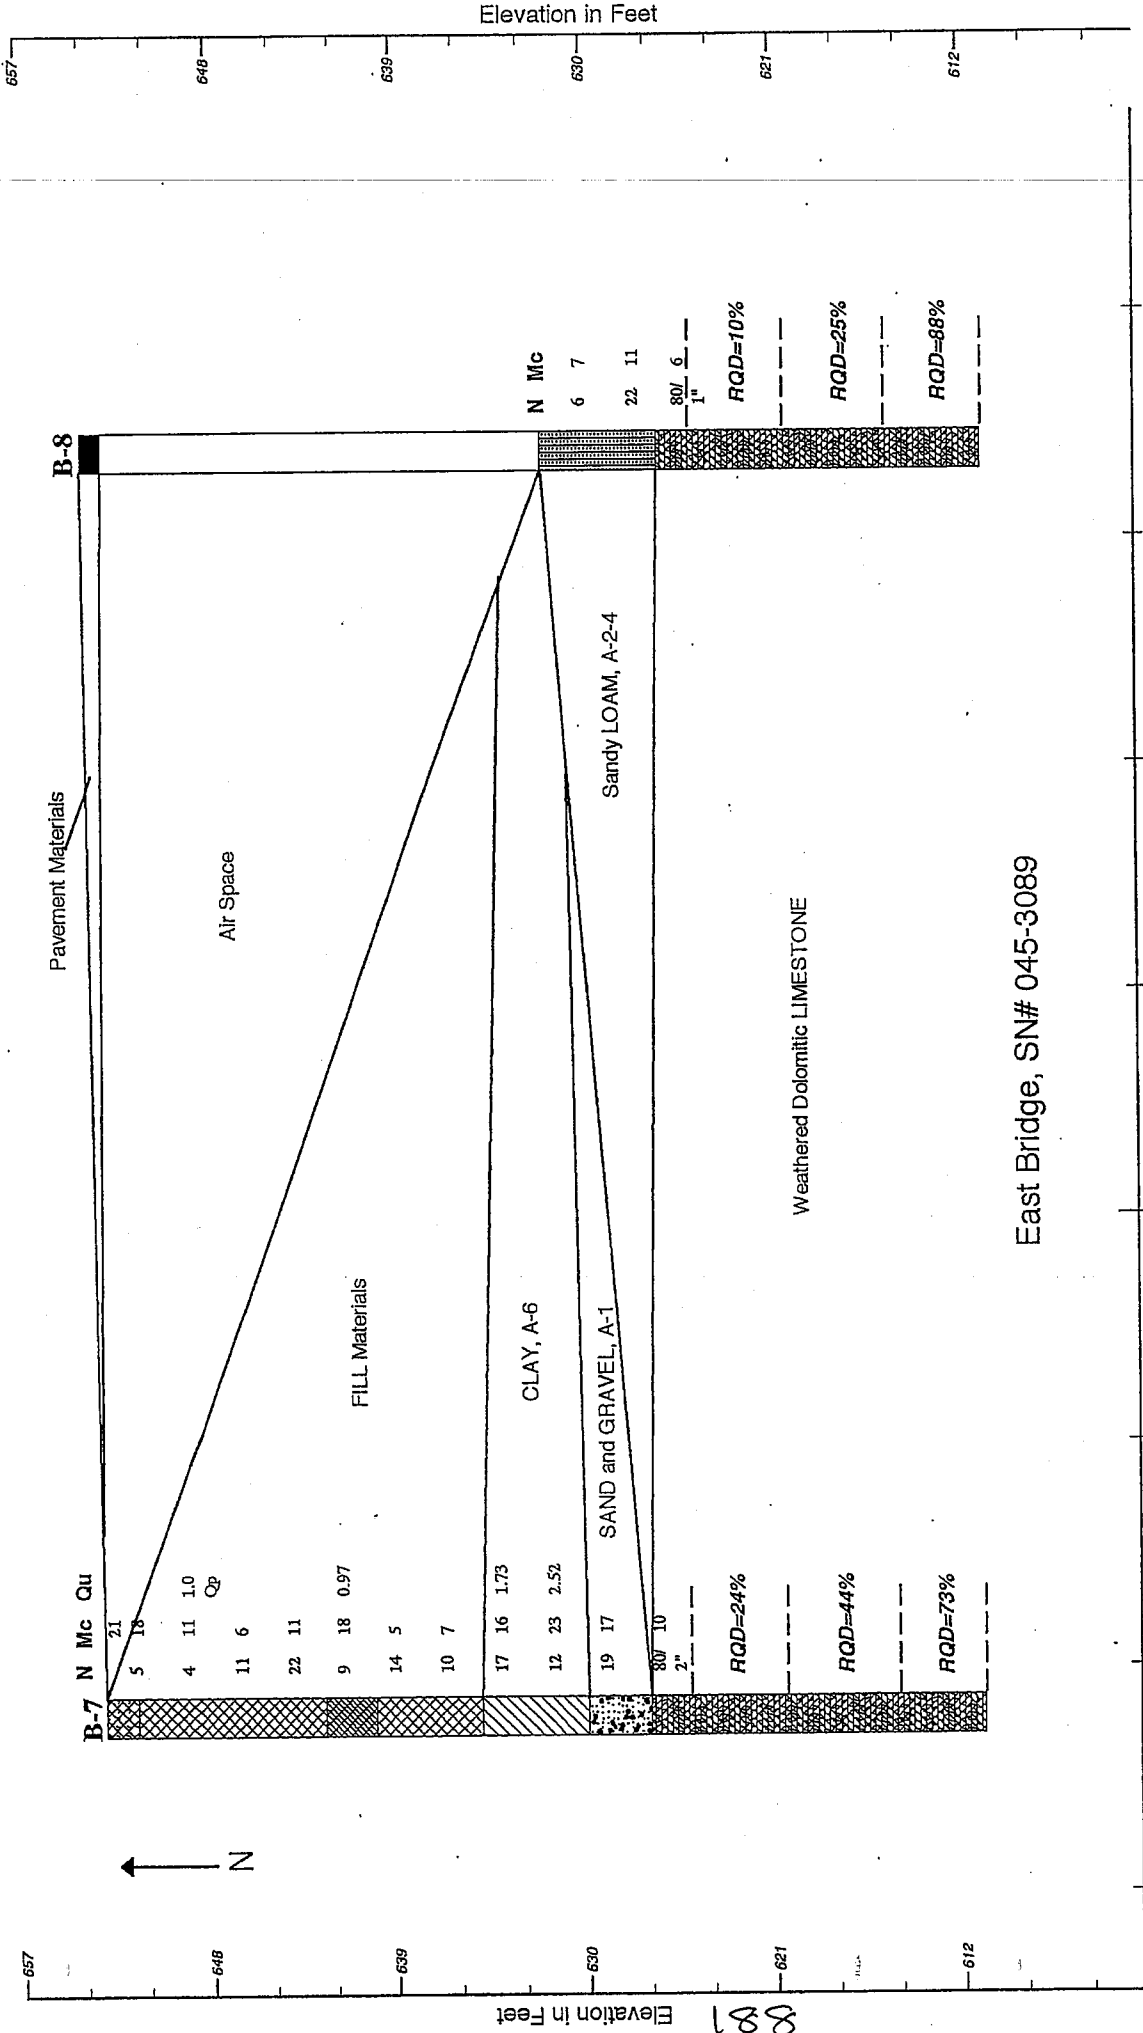 Elevation in Feet
657
648
639
630
621
612
Pavement Materials
B-8
Air Space
N Mc
6 7
22 11
80/ 6
1"
RQD=10%
RQD=25%
RQD=88%
Sandy LOAM, A-2-4
FILL Materials
CLAY, A-6
SAND and GRAVEL, A-1
Weathered Dolomitic LIMESTONE
B-7
N Mc Qu
21
5 18
4 11 1.0
Qp
11 6
22 11
9 18 0.97
14 5
10 7
17 16 1.73
12 23 2.52
19 17
80/ 10
2"
RQD=24%
RQD=44%
RQD=73%
East Bridge, SN# 045-3089
N
657
648
639
630
621
612
Elevation in Feet
881